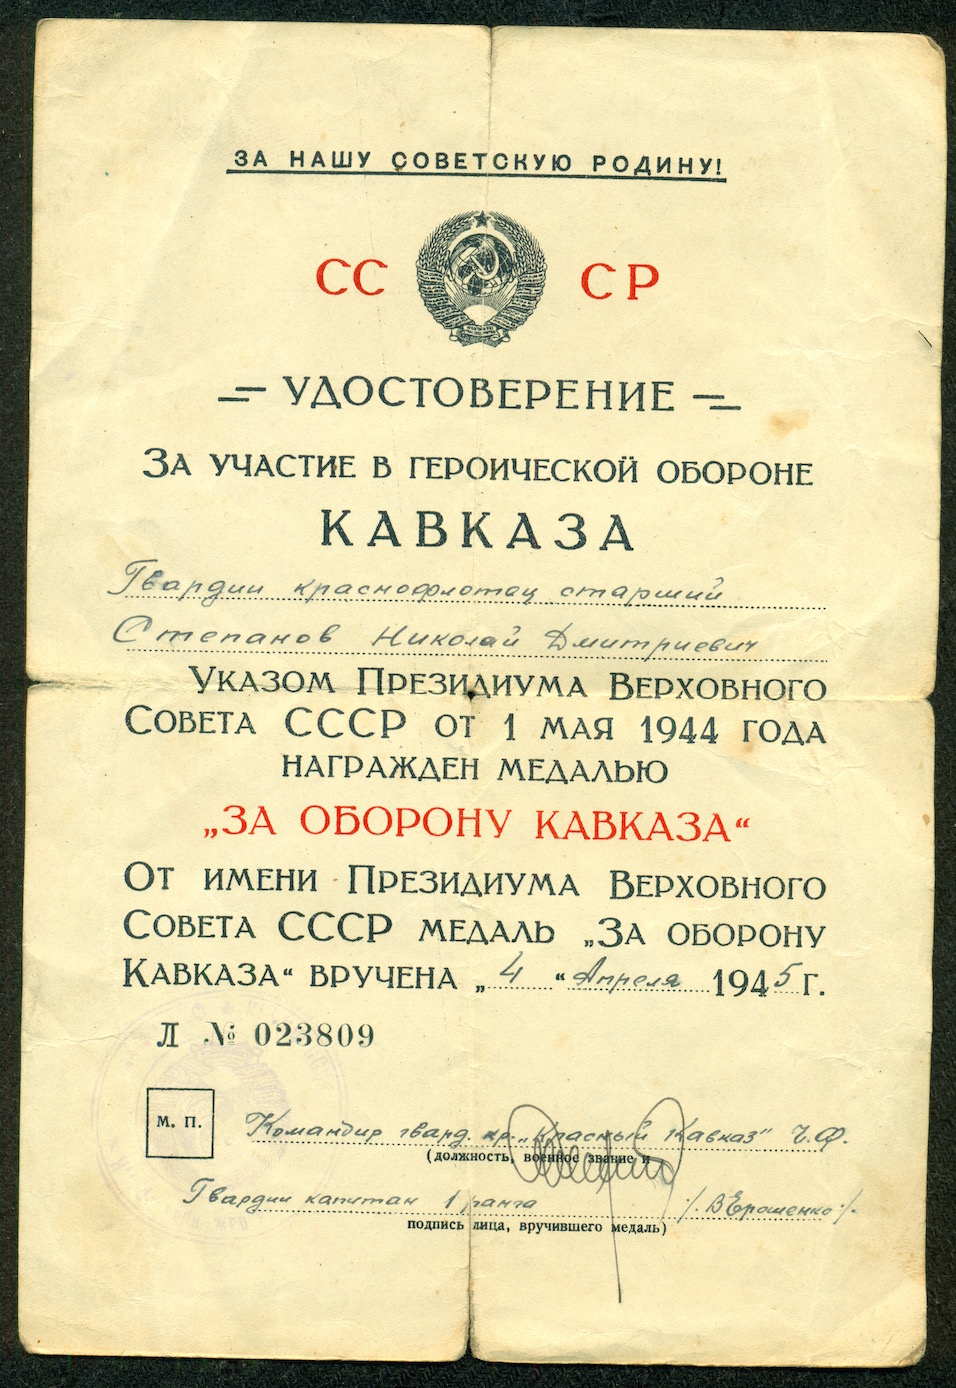 ЗА НАШУ СОВЕТСКУЮ РОДИНУ!
СС СР
УДОСТОВЕРЕНИЕ
ЗА УЧАСТИЕ В ГЕРОИЧЕСКОЙ ОБОРОНЕ
КАВКАЗА
Гвардии краснофлотец старший
Степанов Николай Дмитриевич
УКАЗОМ ПРЕЗИДИУМА ВЕРХОВНОГО
СОВЕТА СССР ОТ 1 МАЯ 1944 ГОДА
НАГРАЖДЕН МЕДАЛЬЮ
„ЗА ОБОРОНУ КАВКАЗА“
ОТ ИМЕНИ ПРЕЗИДИУМА ВЕРХОВНОГО
СОВЕТА СССР МЕДАЛЬ „ЗА ОБОРОНУ
КАВКАЗА“ ВРУЧЕНА „4“ Апреля 1945 Г.
Л № 023809
М. П.
Командир гвард. кр. „Красный Кавказ" Ч.Ф.
(должность, военное звание и
Гвардии капитан 1 ранга /. В Ерошенко ./.
подпись лица, вручившего медаль)